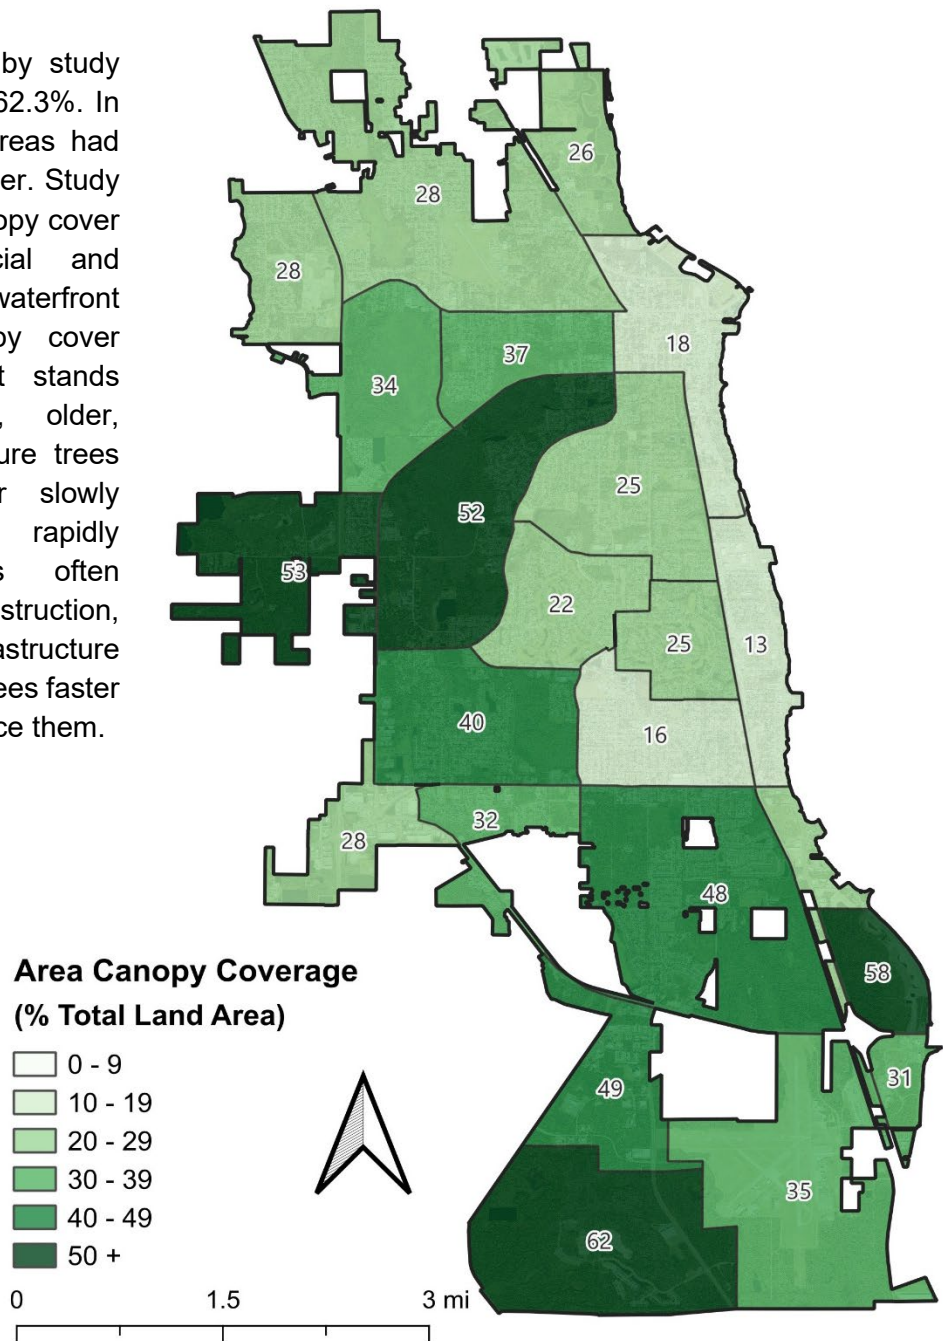 by study
62.3%. In
reas had
er. Study
opy cover
cial and
waterfront
py cover
t stands
, older,
ure trees
r slowly
rapidly
s often
struction,
astructure
ees faster
ce them.
26
28
28
18
37
34
25
52
53
22
25
13
40
16
32
28
48
58
31
49
35
62
Area Canopy Coverage
(% Total Land Area)
0 - 9
10 - 19
20 - 29
30 - 39
40 - 49
50 +
0 1.5 3 mi